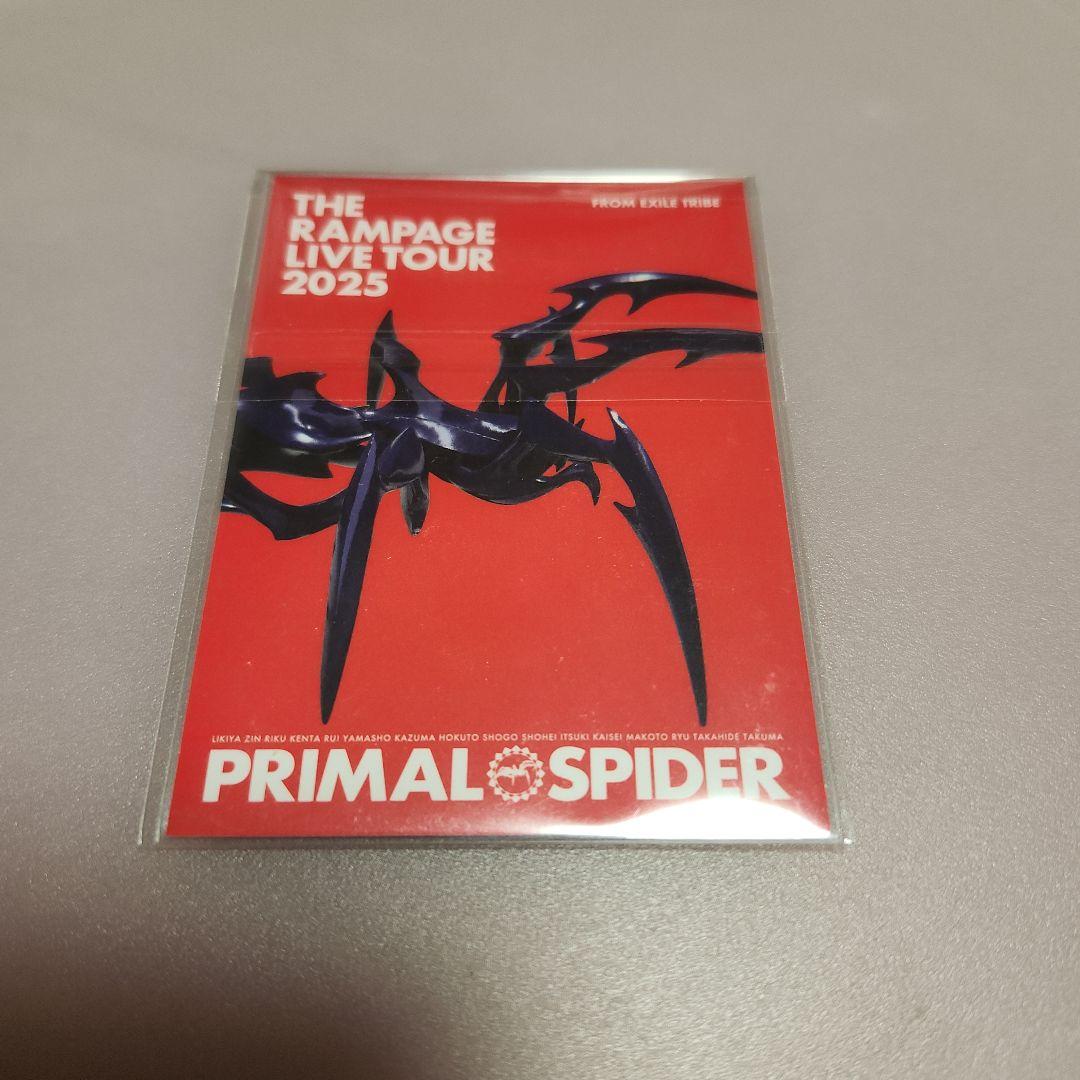 THE
RAMPAGE
LIVE TOUR
2025
FROM EXILE TRIBE
LIKIYA ZIN RIKU KENTA RUI YAMASHO KAZUMA HOKUTO SHOGO SHOHEI ITSUKI KAISEI MAKOTO RYU TAKAHIDE TAKUMA
PRIMAL SPIDER